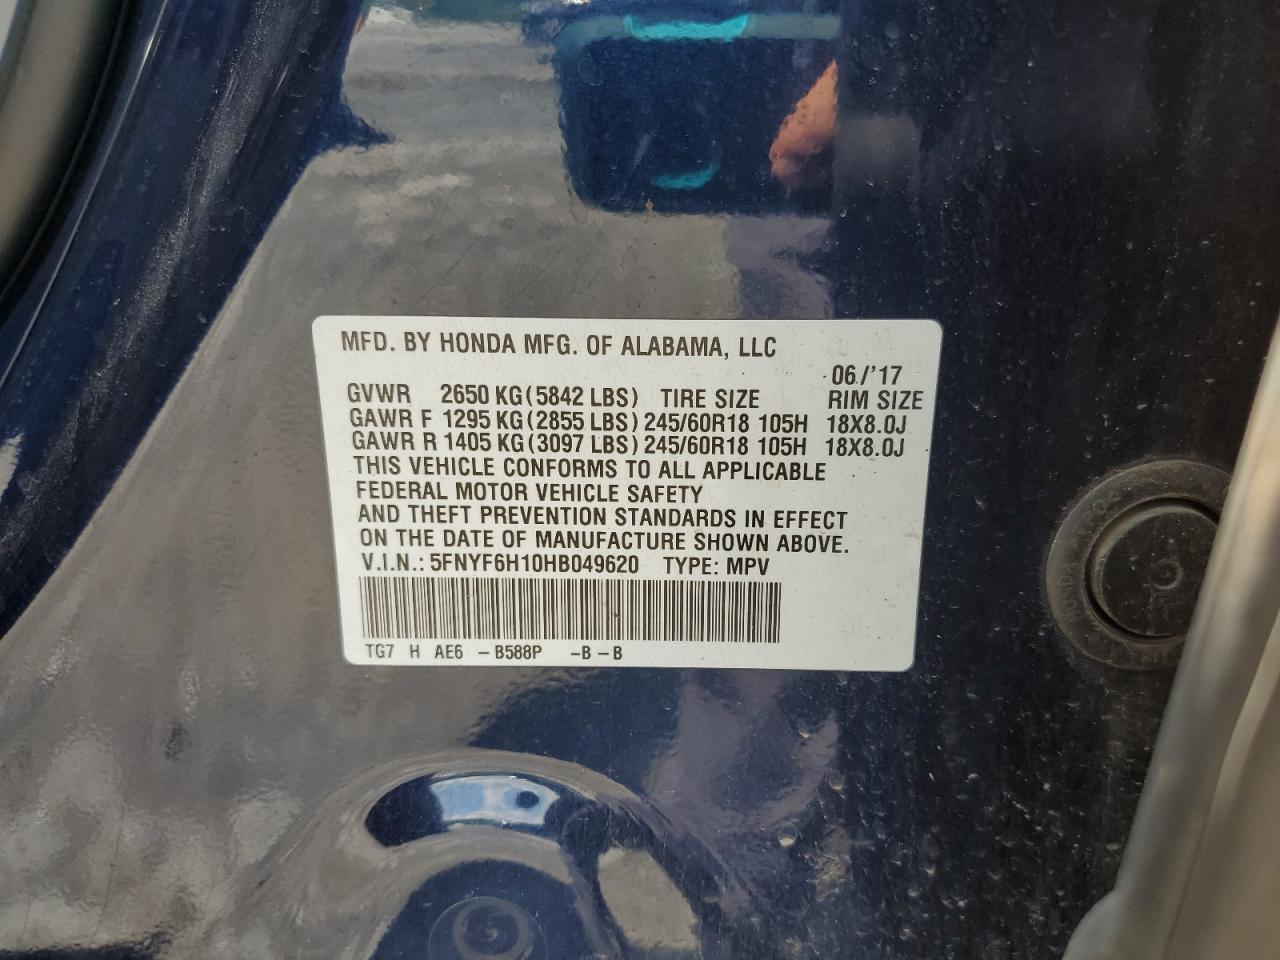 MFD. BY HONDA MFG. OF ALABAMA, LLC
06/'17
GVWR 2650 KG(5842 LBS) TIRE SIZE RIM SIZE
GAWR F 1295 KG(2855 LBS) 245/60R18 105H 18X8.0J
GAWR R 1405 KG(3097 LBS) 245/60R18 105H 18X8.0J
THIS VEHICLE CONFORMS TO ALL APPLICABLE
FEDERAL MOTOR VEHICLE SAFETY
AND THEFT PREVENTION STANDARDS IN EFFECT
ON THE DATE OF MANUFACTURE SHOWN ABOVE.
V.I.N.: 5FNYF6H10HB049620 TYPE: MPV
TG7 H AE6 -B588P -B-B